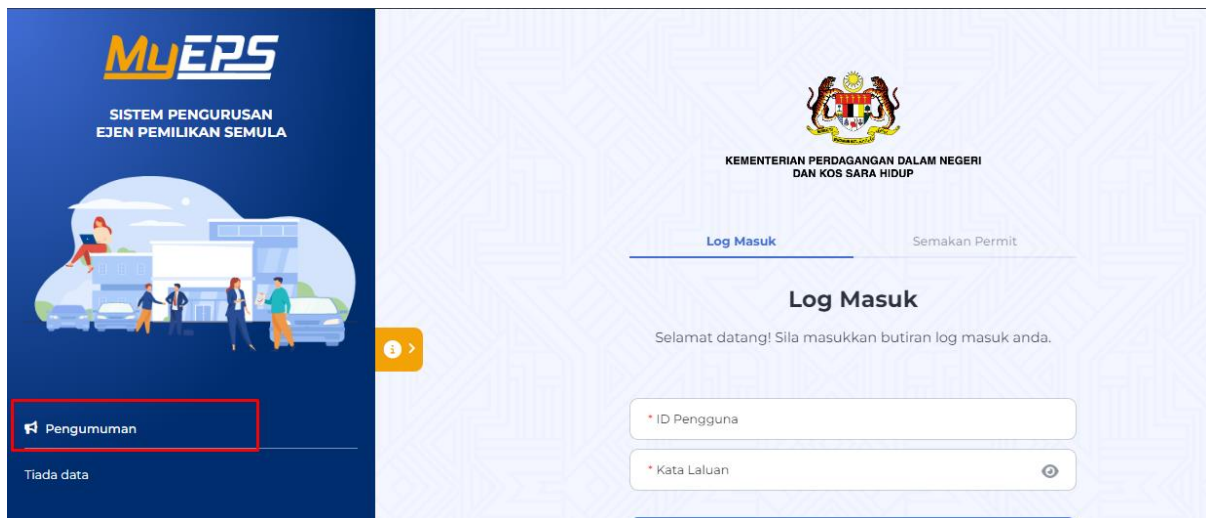 MyEPS
SISTEM PENGURUSAN
EJEN PEMILIKAN SEMULA
Pengumuman
Tiada data
KEMENTERIAN PERDAGANGAN DALAM NEGERI
DAN KOS SARA HIDUP
Log Masuk
Semakan Permit
Log Masuk
Selamat datang! Sila masukkan butiran log masuk anda.
* ID Pengguna
* Kata Laluan